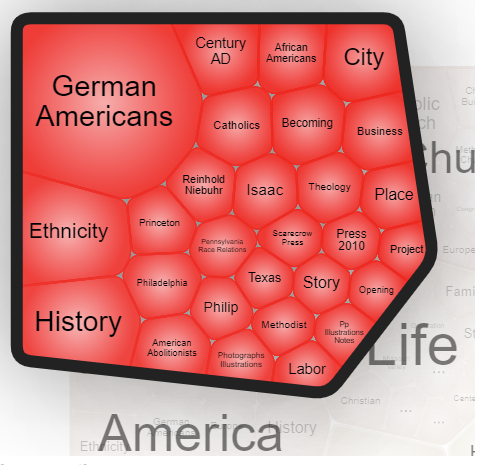 German
Americans
Century
AD
African
Americans
City
Catholics
Becoming
Business
Reinhold
Niebuhr
Isaac
Theology
Place
Ethnicity
Princeton
Pennsylvania
Race Relations
Scarecrow
Press
Press
2010
Project
Philadelphia
Texas
Story
Opening
History
Philip
Methodist
Pp
Illustrations
Notes
American
Abolitionists
Photographs
Illustrations
Labor
Europe
Life
Christian
America
History